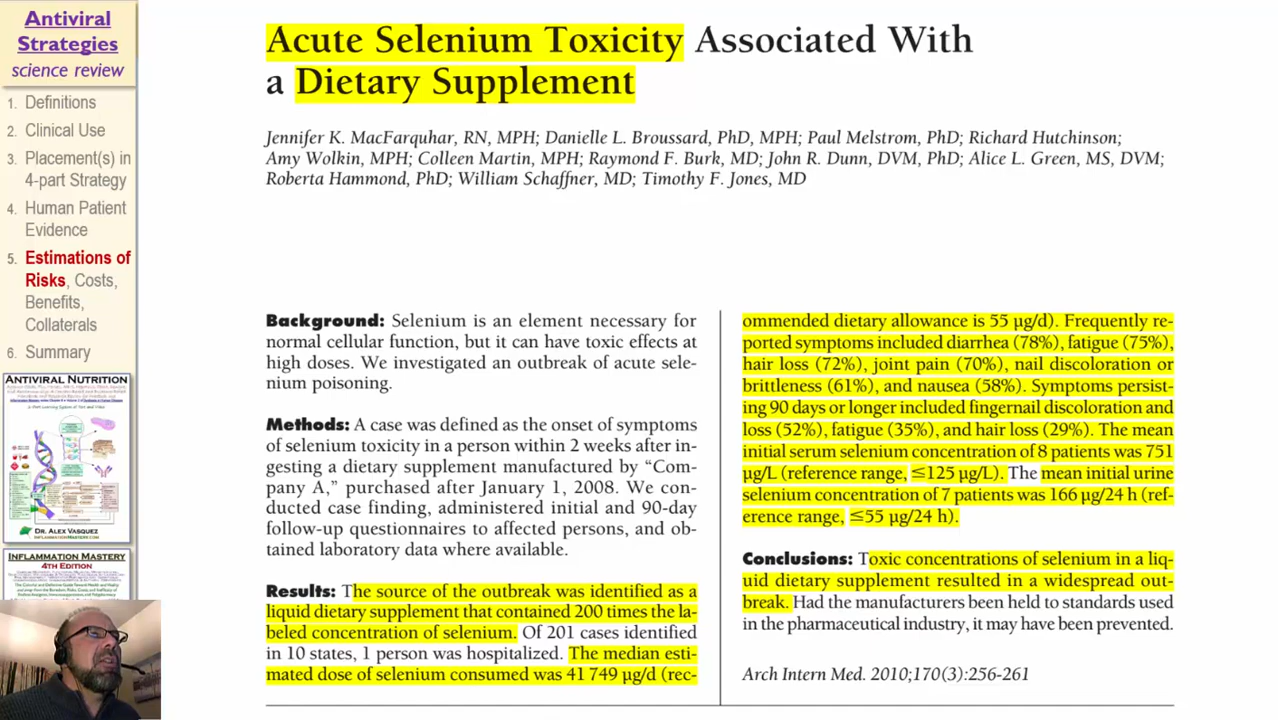 Antiviral
Strategies
science review
1. Definitions
2. Clinical Use
3. Placement(s) in
4-part Strategy
4. Human Patient
Evidence
5. Estimations of
Risks, Costs,
Benefits,
Collaterals
6. Summary
ANTIVIRAL NUTRITION
DR. ALEX VASQUEZ
INFLAMMATION MASTERY
4TH EDITION
Acute Selenium Toxicity Associated With
a Dietary Supplement
Jennifer K. MacFarquhar, RN, MPH; Danielle L. Broussard, PhD, MPH; Paul Melstrom, PhD; Richard Hutchinson;
Amy Wolkin, MPH; Colleen Martin, MPH; Raymond F. Burk, MD; John R. Dunn, DVM, PhD; Alice L. Green, MS, DVM;
Roberta Hammond, PhD; William Schaffner, MD; Timothy F. Jones, MD
Background: Selenium is an element necessary for
normal cellular function, but it can have toxic effects at
high doses. We investigated an outbreak of acute sele-
nium poisoning.
Methods: A case was defined as the onset of symptoms
of selenium toxicity in a person within 2 weeks after in-
gesting a dietary supplement manufactured by “Com-
pany A,” purchased after January 1, 2008. We con-
ducted case finding, administered initial and 90-day
follow-up questionnaires to affected persons, and ob-
tained laboratory data where available.
Results: The source of the outbreak was identified as a
liquid dietary supplement that contained 200 times the la-
beled concentration of selenium. Of 201 cases identified
in 10 states, 1 person was hospitalized. The median esti-
mated dose of selenium consumed was 41 749 µg/d (rec-
ommended dietary allowance is 55 µg/d). Frequently re-
ported symptoms included diarrhea (78%), fatigue (75%),
hair loss (72%), joint pain (70%), nail discoloration or
brittleness (61%), and nausea (58%). Symptoms persist-
ing 90 days or longer included fingernail discoloration and
loss (52%), fatigue (35%), and hair loss (29%). The mean
initial serum selenium concentration of 8 patients was 751
µg/L (reference range, ≤125 µg/L). The mean initial urine
selenium concentration of 7 patients was 166 µg/24 h (ref-
erence range, ≤55 µg/24 h).
Conclusions: Toxic concentrations of selenium in a liq-
uid dietary supplement resulted in a widespread out-
break. Had the manufacturers been held to standards used
in the pharmaceutical industry, it may have been prevented.
Arch Intern Med. 2010;170(3):256-261